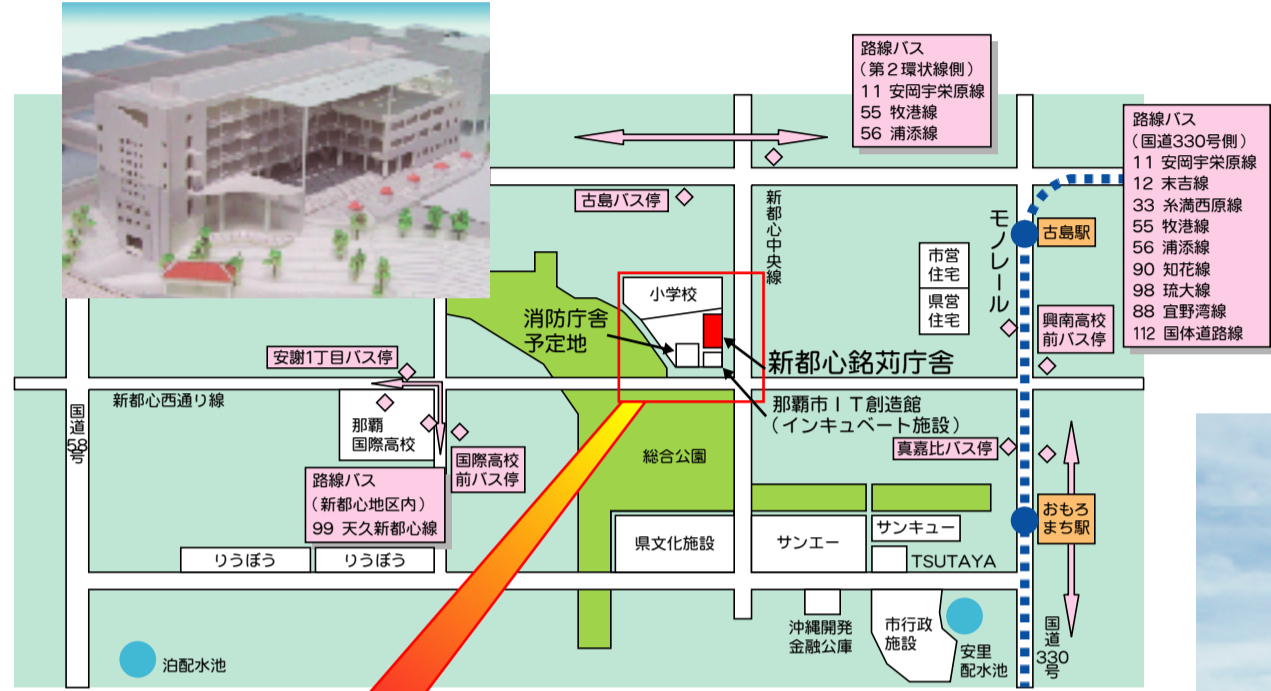 路線バス
（第２環状線側）
11 安岡宇栄原線
55 牧港線
56 浦添線
路線バス
（国道330号側）
11 安岡宇栄原線
12 末吉線
33 糸満西原線
55 牧港線
56 浦添線
90 知花線
98 琉大線
88 宜野湾線
112 国体道路線
古島バス停
新都心中央線
モノレール
古島駅
市営
住宅
県営
住宅
小学校
消防庁舎
予定地
興南高校
前バス停
新都心銘苅庁舎
安謝1丁目バス停
新都心西通り線
国道58号
那覇
国際高校
那覇市ＩＴ創造館
（インキュベート施設）
国際高校
前バス停
総合公園
真嘉比バス停
路線バス
（新都心地区内）
99 天久新都心線
おもろ
まち駅
県文化施設
サンエー
サンキュー
TSUTAYA
りうぼう
りうぼう
沖縄開発
金融公庫
市行政
施設
安里
配水池
国道330号
泊配水池